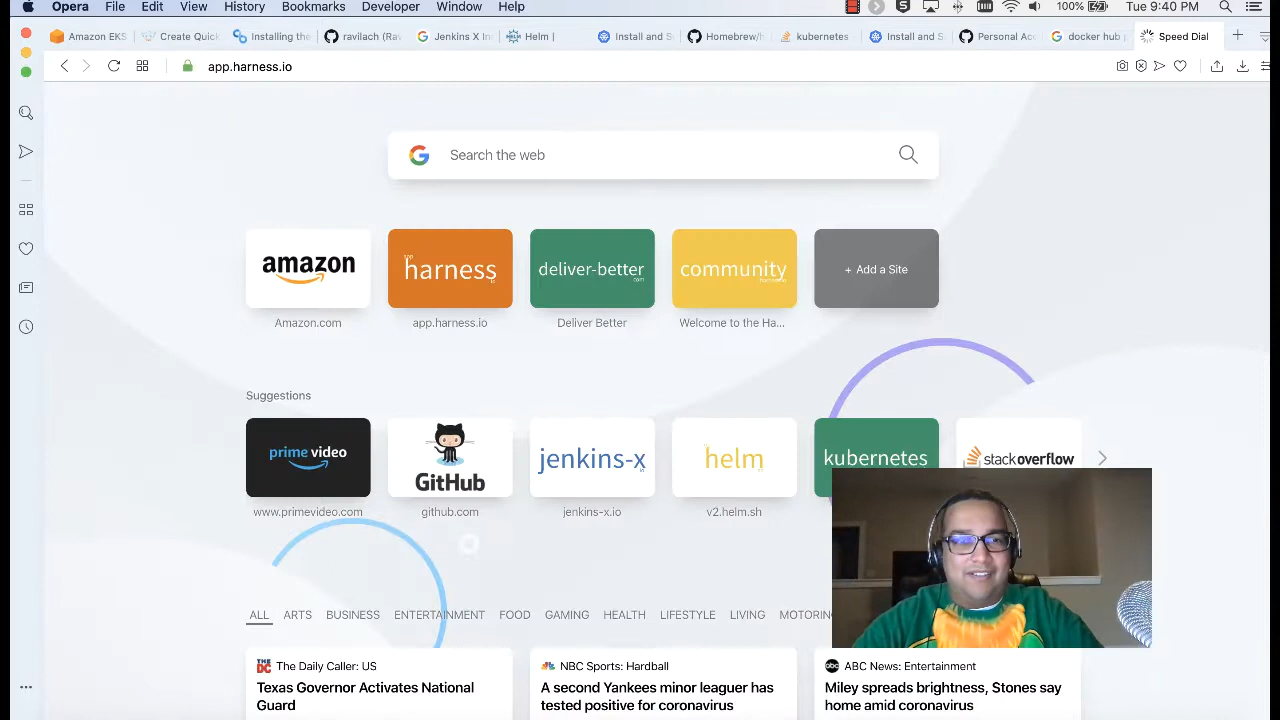 Opera File Edit View History Bookmarks Developer Window Help 100% Tue 9:40 PM
Amazon EKS Create Quick Installing the ravilach (Rav Jenkins X In Helm | Install and S Homebrew/h kubernetes Install and S Personal Acc docker hub Speed Dial
app.harness.io
Search the web
amazon harness deliver-better community + Add a Site
Amazon.com app.harness.io Deliver Better Welcome to the Ha...
Suggestions
prime video GitHub jenkins-x helm kubernetes stackoverflow
www.primevideo.com github.com jenkins-x.io v2.helm.sh
ALL ARTS BUSINESS ENTERTAINMENT FOOD GAMING HEALTH LIFESTYLE LIVING MOTORIN
The Daily Caller: US NBC Sports: Hardball ABC News: Entertainment
Texas Governor Activates National A second Yankees minor leaguer has Miley spreads brightness, Stones say
Guard tested positive for coronavirus home amid coronavirus